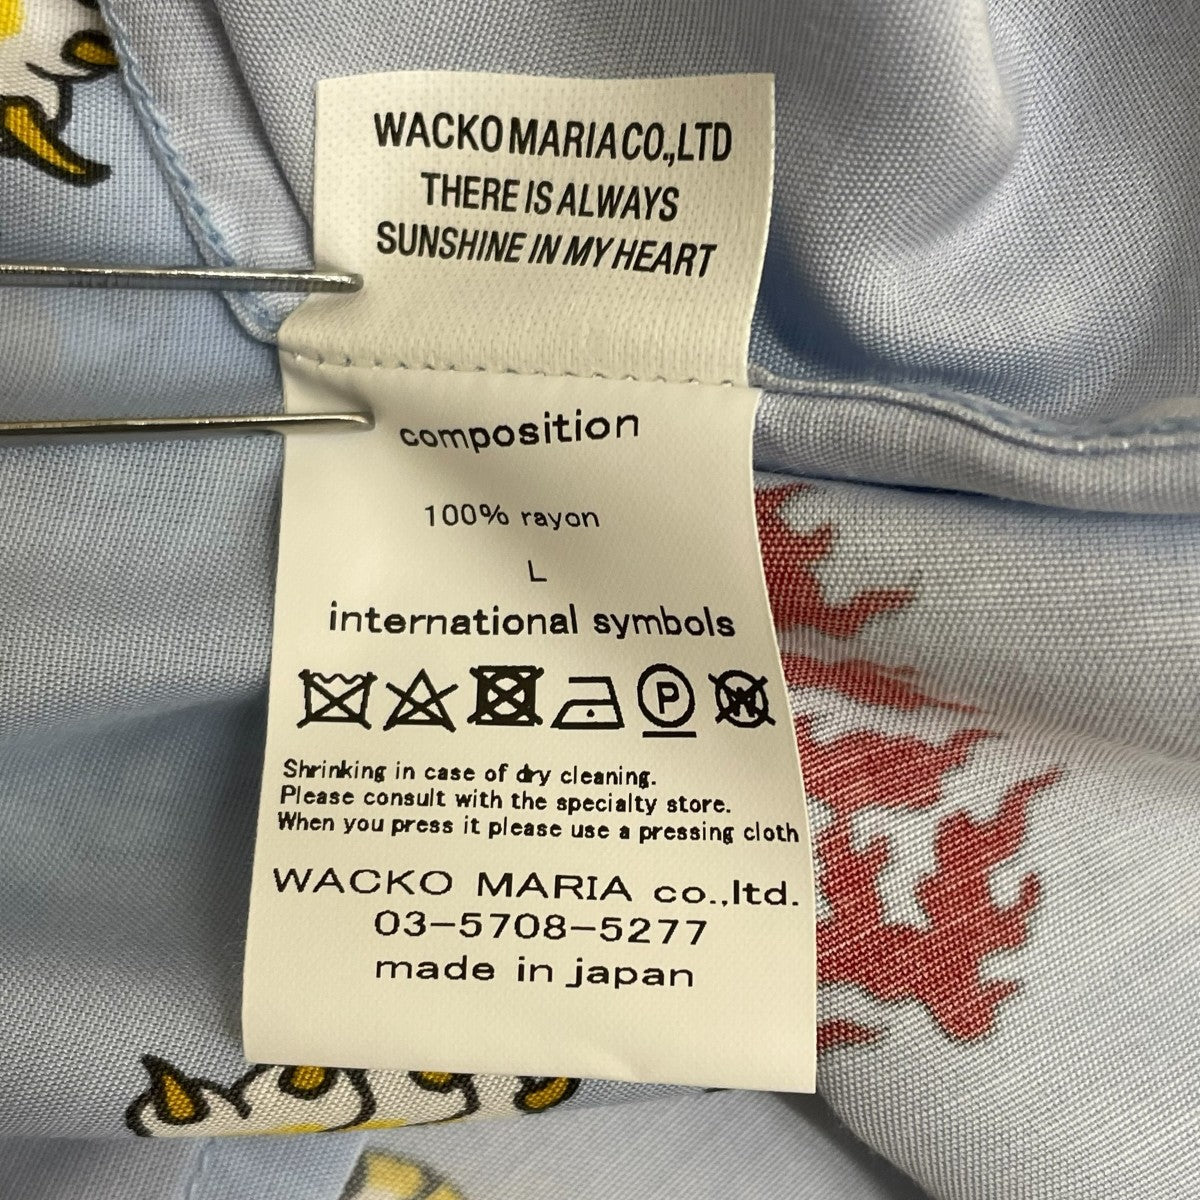 WACKO MARIA CO.,LTD
THERE IS ALWAYS
SUNSHINE IN MY HEART
composition
100% rayon
L
international symbols
P W
Shrinking in case of dry cleaning.
Please consult with the specialty store.
When you press it please use a pressing cloth
WACKO MARIA co.,ltd.
03-5708-5277
made in japan